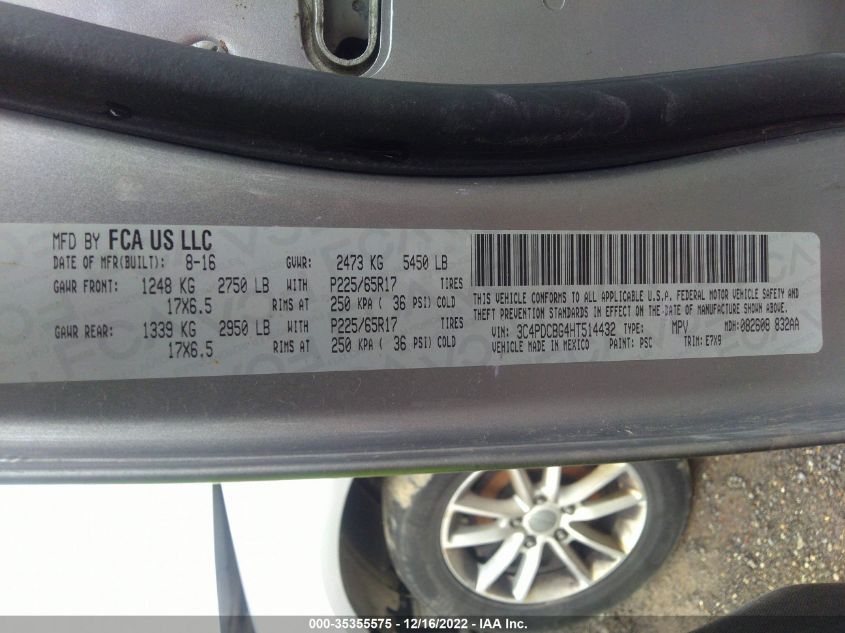 MFD BY FCA US LLC
DATE OF MFR(BUILT): 8-16 GVWR: 2473 KG 5450 LB
GAWR FRONT: 1248 KG 2750 LB WITH P225/65R17 TIRES
17X6.5 RIMS AT 250 KPA ( 36 PSI) COLD
GAWR REAR: 1339 KG 2950 LB WITH P225/65R17 TIRES
17X6.5 RIMS AT 250 KPA ( 36 PSI) COLD
THIS VEHICLE CONFORMS TO ALL APPLICABLE U.S.A. FEDERAL MOTOR VEHICLE SAFETY AND
THEFT PREVENTION STANDARDS IN EFFECT ON THE DATE OF MANUFACTURE SHOWN ABOVE.
VIN: 3C4PDCBG4HT514432 TYPE: MPV MDH:082608 832AA
VEHICLE MADE IN MEXICO PAINT: PSC TRIM: E7X9
000-35355575 - 12/16/2022 - IAA Inc.